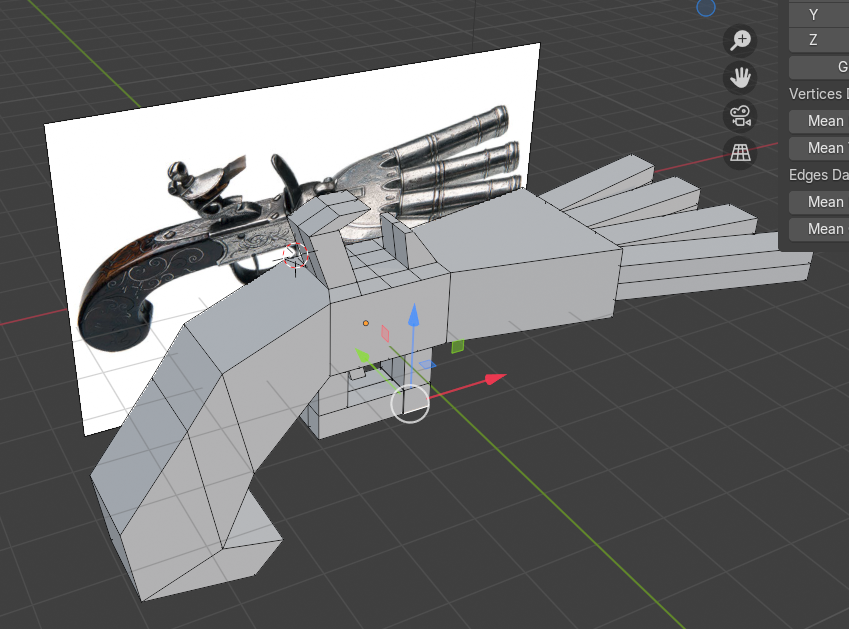 Y
Z
G
Vertices D
Mean
Mean
Edges Da
Mean
Mean